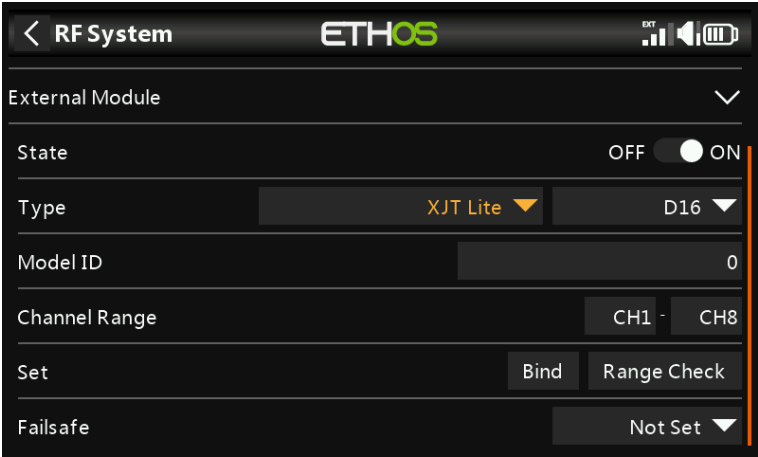 RF System ETHOS EXT
External Module
State OFF ON
Type XJT Lite D16
Model ID 0
Channel Range CH1 - CH8
Set Bind Range Check
Failsafe Not Set